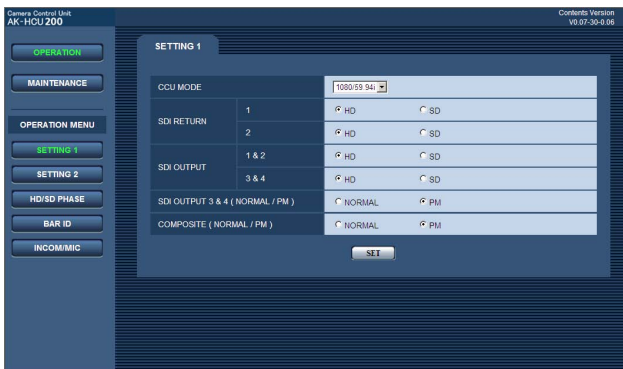 Camera Control Unit
AK-HCU 200
Contents Version
V0.07-30-0.06
OPERATION
MAINTENANCE
OPERATION MENU
SETTING 1
SETTING 2
HD/SD PHASE
BAR ID
INCOM/MIC
SETTING 1
CCU MODE 1080/59.94i
SDI RETURN
1 HD SD
2 HD SD
SDI OUTPUT
1 & 2 HD SD
3 & 4 HD SD
SDI OUTPUT 3 & 4 ( NORMAL / PM ) NORMAL PM
COMPOSITE ( NORMAL / PM ) NORMAL PM
SET